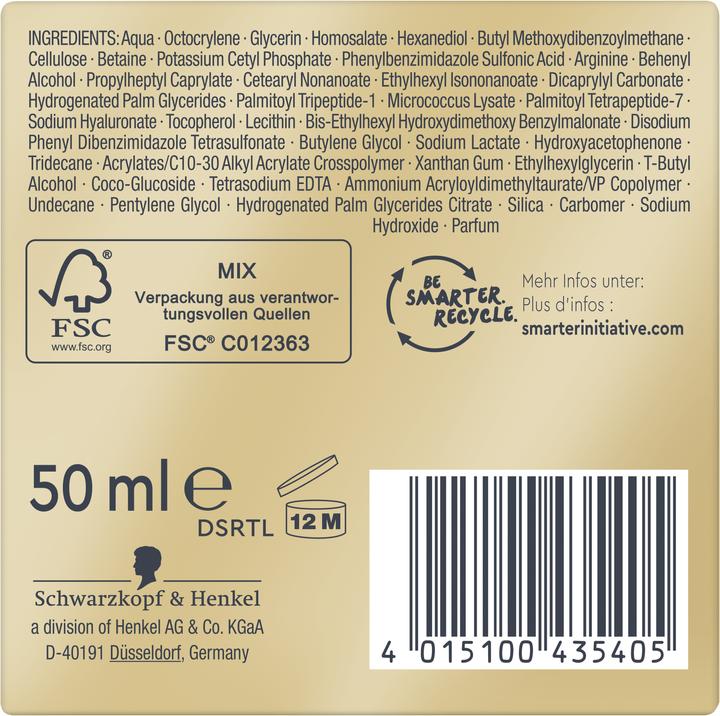 INGREDIENTS: Aqua · Octocrylene · Glycerin · Homosalate · Hexanediol · Butyl Methoxydibenzoylmethane ·
Cellulose · Betaine · Potassium Cetyl Phosphate · Phenylbenzimidazole Sulfonic Acid · Arginine · Behenyl
Alcohol · Propylheptyl Caprylate · Cetearyl Nonanoate · Ethylhexyl Isononanoate · Dicaprylyl Carbonate ·
Hydrogenated Palm Glycerides · Palmitoyl Tripeptide-1 · Micrococcus Lysate · Palmitoyl Tetrapeptide-7 ·
Sodium Hyaluronate · Tocopherol · Lecithin · Bis-Ethylhexyl Hydroxydimethoxy Benzylmalonate · Disodium
Phenyl Dibenzimidazole Tetrasulfonate · Butylene Glycol · Sodium Lactate · Hydroxyacetophenone ·
Tridecane · Acrylates/C10-30 Alkyl Acrylate Crosspolymer · Xanthan Gum · Ethylhexylglycerin · T-Butyl
Alcohol · Coco-Glucoside · Tetrasodium EDTA · Ammonium Acryloyldimethyltaurate/VP Copolymer ·
Undecane · Pentylene Glycol · Hydrogenated Palm Glycerides Citrate · Silica · Carbomer · Sodium
Hydroxide · Parfum
®
FSC
www.fsc.org
MIX
Verpackung aus verantwor-
tungsvollen Quellen
FSC® C012363
BE
SMARTER.
RECYCLE.
Mehr Infos unter:
Plus d'infos :
smarterinitiative.com
50 ml e
DSRTL
12 M
Schwarzkopf & Henkel
a division of Henkel AG & Co. KGaA
D-40191 Düsseldorf, Germany
4 015100 435405